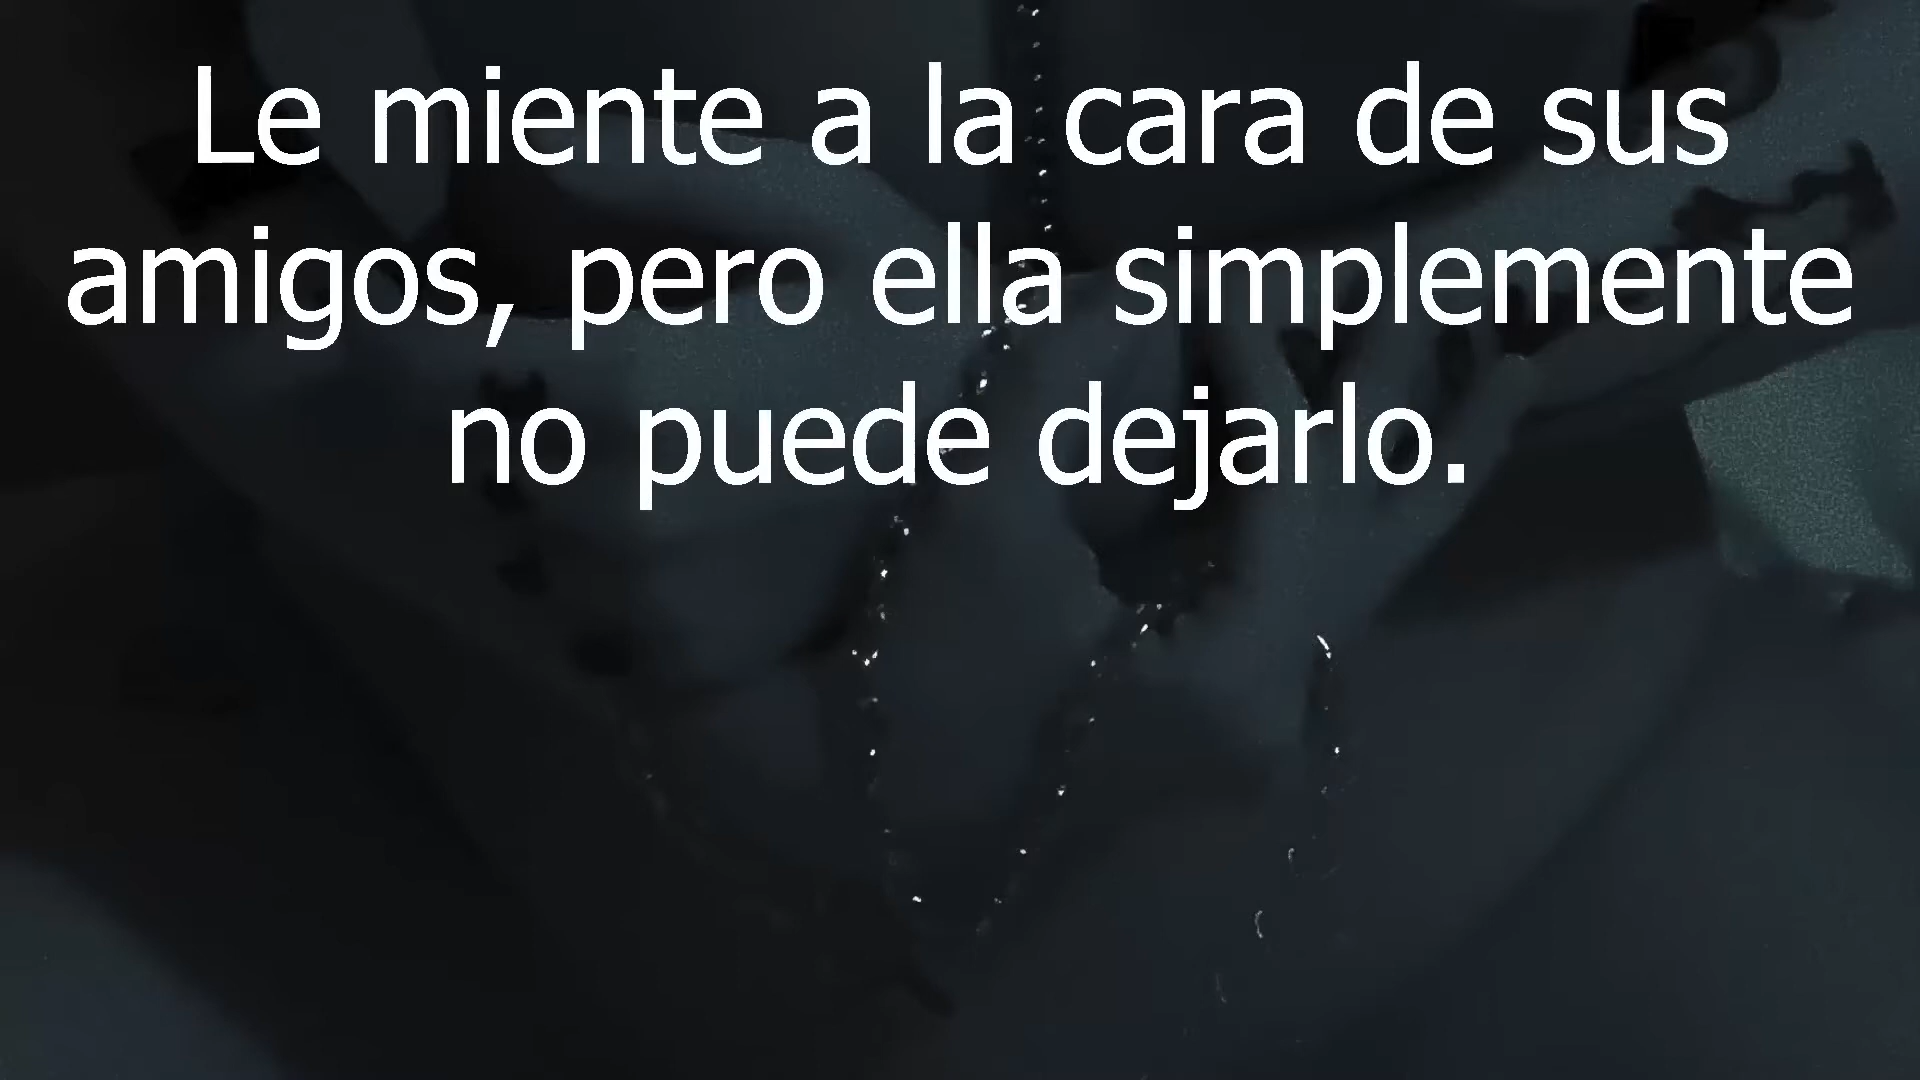 Le miente a la cara de sus
amigos, pero ella simplemente
no puede dejarlo.